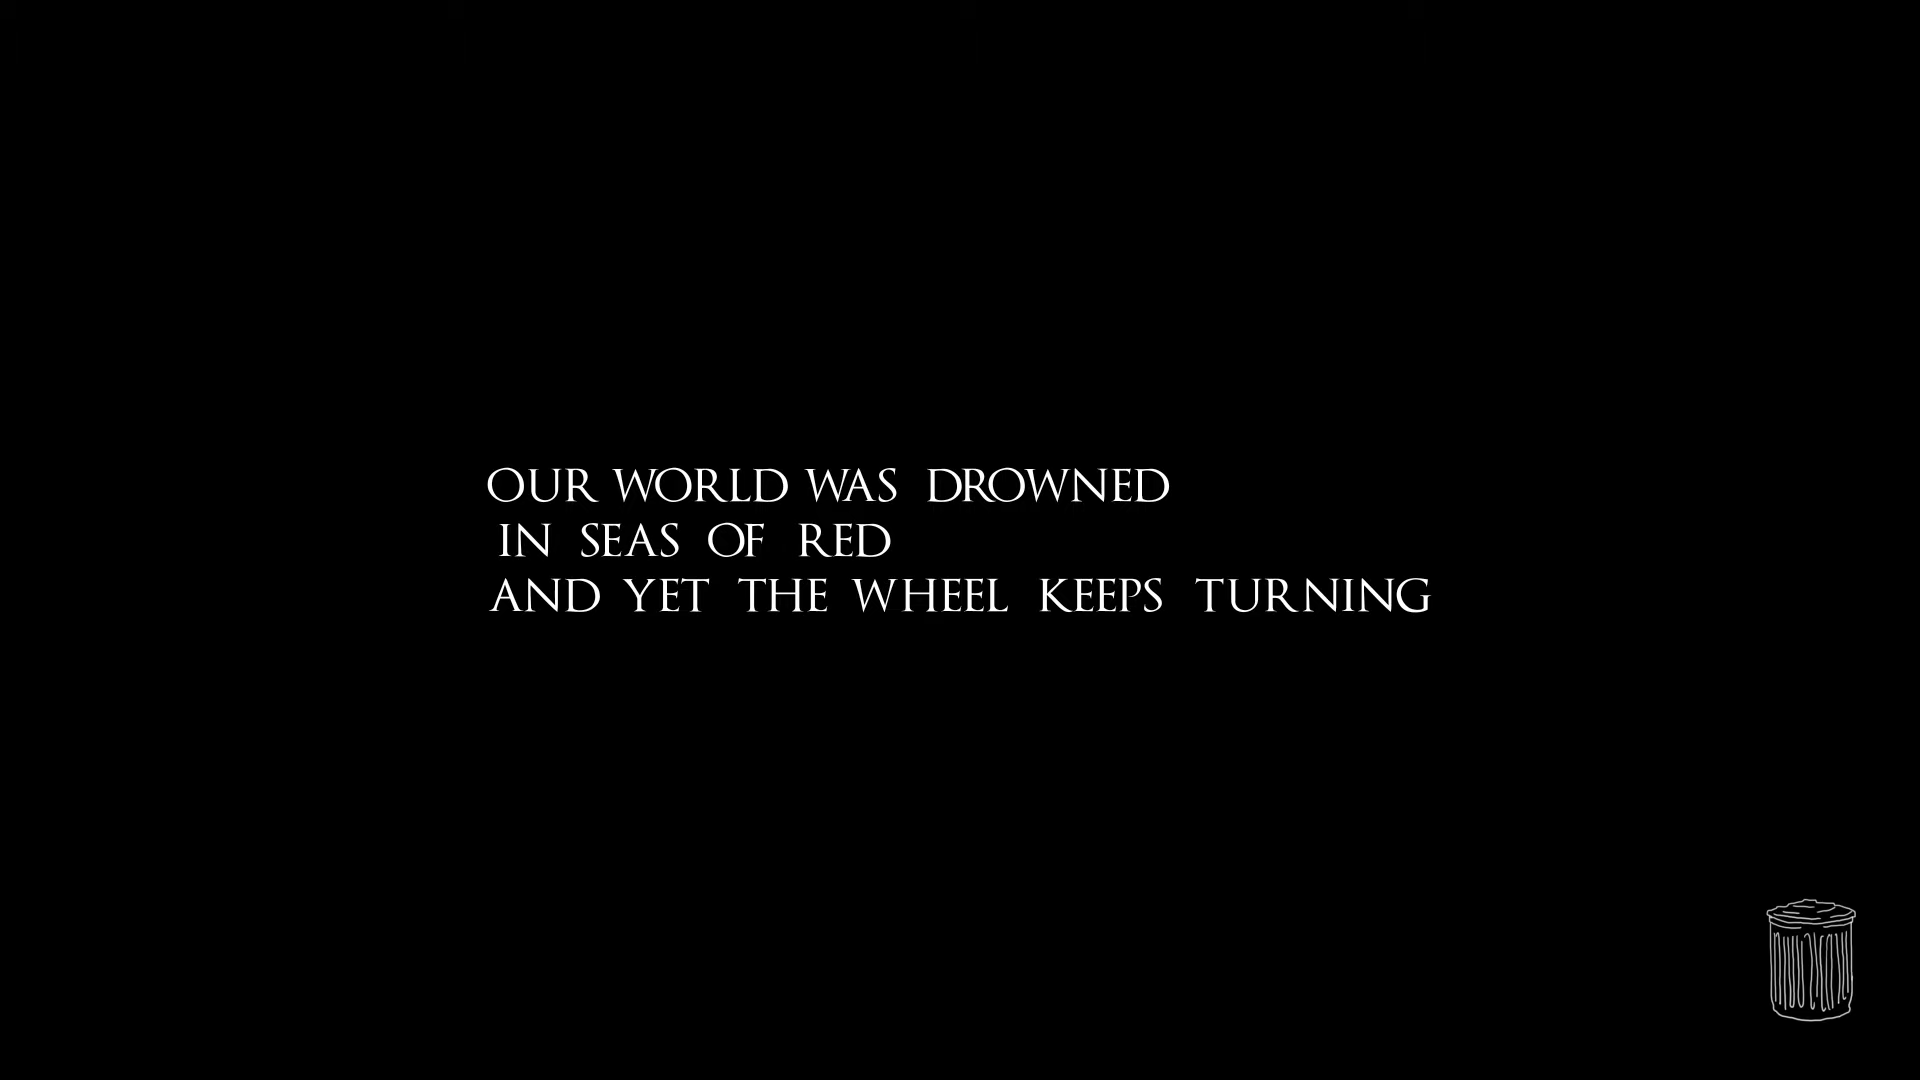 OUR WORLD WAS DROWNED
IN SEAS OF RED
AND YET THE WHEEL KEEPS TURNING